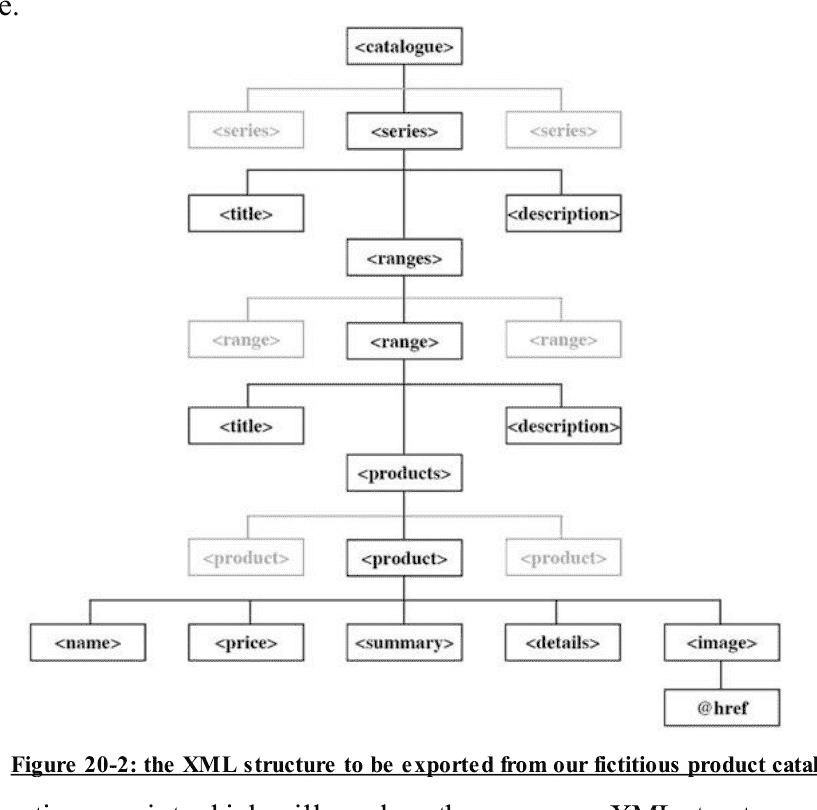 e.
<catalogue>
<series> <series> <series>
<title> <description>
<ranges>
<range> <range> <range>
<title> <description>
<products>
<product> <product> <product>
<name> <price> <summary> <details> <image>
@href
Figure 20-2: the XML structure to be exported from our fictitious product catal